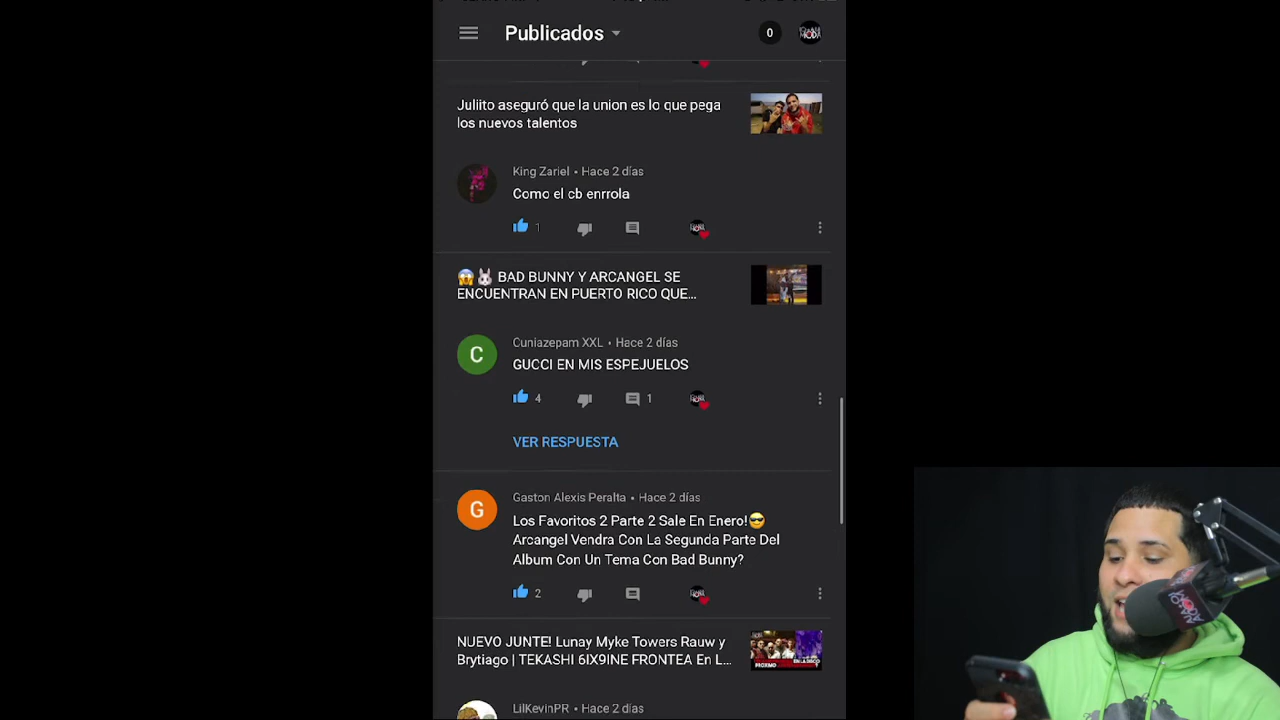 Publicados
0
Juliito aseguró que la union es lo que pega
los nuevos talentos
King Zariel • Hace 2 días
Como el cb enrrola
1
😱🐰 BAD BUNNY Y ARCANGEL SE
ENCUENTRAN EN PUERTO RICO QUE...
C
Cuniazepam XXL • Hace 2 días
GUCCI EN MIS ESPEJUELOS
4
1
VER RESPUESTA
G
Gaston Alexis Peralta • Hace 2 días
Los Favoritos 2 Parte 2 Sale En Enero!😎
Arcangel Vendra Con La Segunda Parte Del
Album Con Un Tema Con Bad Bunny?
2
NUEVO JUNTE! Lunay Myke Towers Rauw y
Brytiago | TEKASHI 6IX9INE FRONTEA En L...
LilKevinPR • Hace 2 días